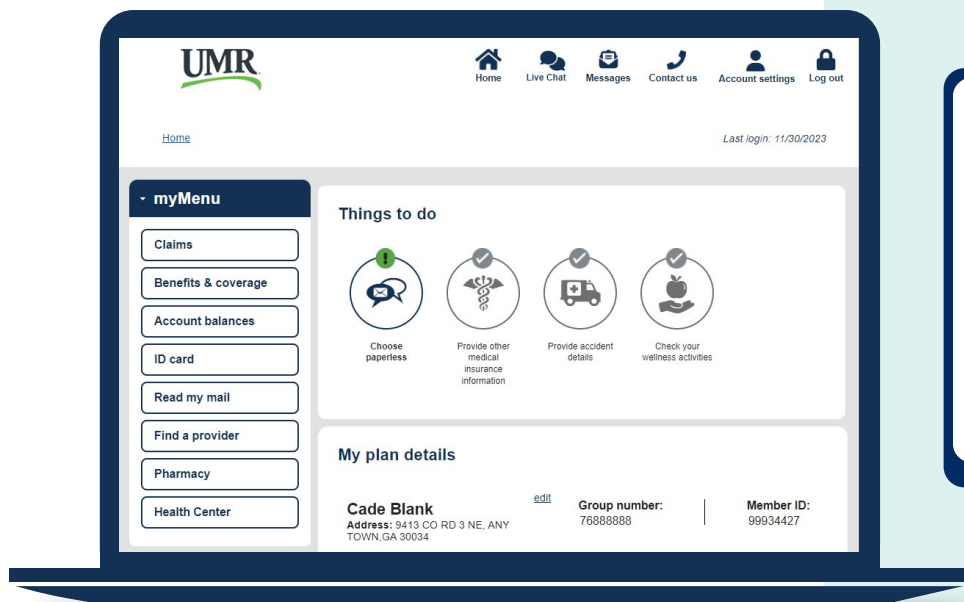 UMR
Home
Live Chat
Messages
Contact us
Account settings
Log out
Home
Last login: 11/30/2023
myMenu
Claims
Benefits & coverage
Account balances
ID card
Read my mail
Find a provider
Pharmacy
Health Center
Things to do
Choose
paperless
Provide other
medical
insurance
information
Provide accident
details
Check your
wellness activities
My plan details
Cade Blank
edit
Address: 9413 CO RD 3 NE, ANY
TOWN,GA 30034
Group number:
76888888
Member ID:
99934427